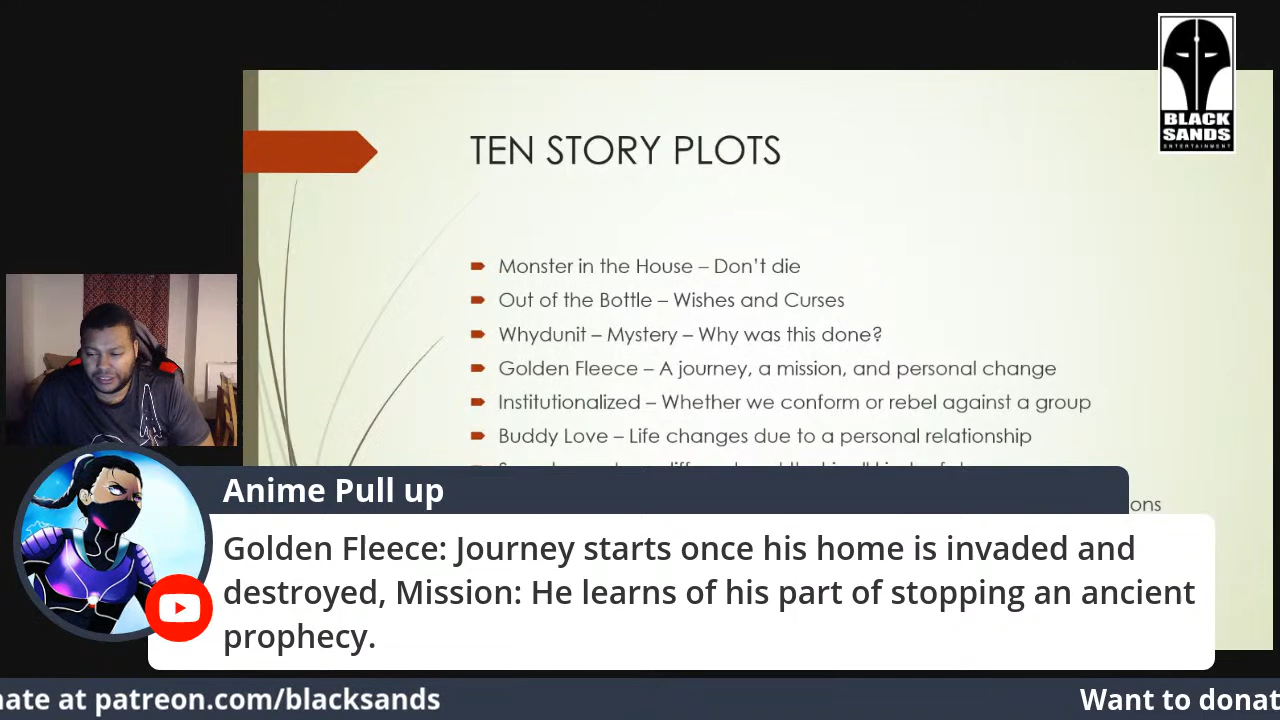 BLACK
SANDS
ENTERTAINMENT
TEN STORY PLOTS
Monster in the House – Don’t die
Out of the Bottle – Wishes and Curses
Whydunit – Mystery – Why was this done?
Golden Fleece – A journey, a mission, and personal change
Institutionalized – Whether we conform or rebel against a group
Buddy Love – Life changes due to a personal relationship
ons
Anime Pull up
Golden Fleece: Journey starts once his home is invaded and
destroyed, Mission: He learns of his part of stopping an ancient
prophecy.
nate at patreon.com/blacksands
Want to donat